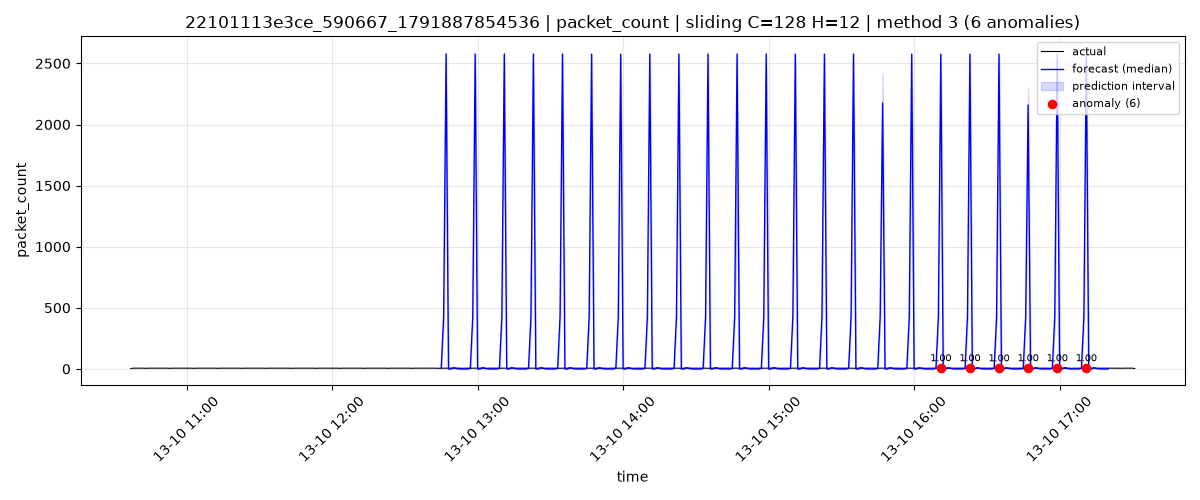 22101113e3ce_590667_1791887854536 | packet_count | sliding C=128 H=12 | method 3 (6 anomalies)
actual
forecast (median)
prediction interval
anomaly (6)
packet_count
2500
2000
1500
1000
500
0
1.00 1.00 1.00 1.00 1.00 1.00
13-10 11:00 13-10 12:00 13-10 13:00 13-10 14:00 13-10 15:00 13-10 16:00 13-10 17:00
time